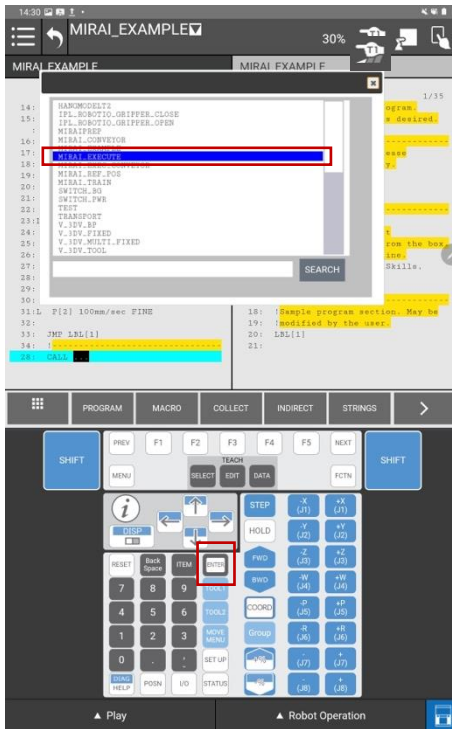 14:30
MIRAI_EXAMPLE
30%
T1
T1
MIRAI_EXAMPLE
MIRAI_EXAMPLE
1/35
14:
15:
:
16:
17:
18:
19:
20:
21:
22:
23:
24:
25:
26:
27:
28:
29:
30:
31:L P[2] 100mm/sec FINE
32:
33: JMP LBL[1]
34: !
28: CALL ...
HANGMODELT2
IPL_ROBOTIQ_GRIPPER_CLOSE
IPL_ROBOTIQ_GRIPPER_OPEN
MIRAIPREP
MIRAI_CONVEYOR
MIRAI_EXECUTE
MIRAI_REF_POS
MIRAI_TRAIN
SWITCH_BG
SWITCH_PWR
TEST
TRANSPORT
V_3DV_BP
V_3DV_FIXED
V_3DV_MULTI_FIXED
V_3DV_TOOL
SEARCH
ogram.
s desired.
ease
y.
t
rom the box,
ine.
Skills.
18: !Sample program section. May be
19: !modified by the user.
20: LBL[1]
21:
PROGRAM MACRO COLLECT INDIRECT STRINGS >
SHIFT PREV F1 F2 F3 F4 F5 NEXT SHIFT
TEACH
MENU SELECT EDIT DATA FCTN
i
DISP
STEP -X (J1) +X (J1)
HOLD -Y (J2) +Y (J2)
RESET Back Space ITEM ENTER FWD -Z (J3) +Z (J3)
7 8 9 TOOL1 BWD -W (J4) +W (J4)
4 5 6 TOOL2 COORD -P (J5) +P (J5)
1 2 3 MOVE MENU Group -R (J6) +R (J6)
0 . , - SET UP +% - (J7) + (J7)
DIAG HELP POSN I/O STATUS -% - (J8) + (J8)
▲ Play ▲ Robot Operation